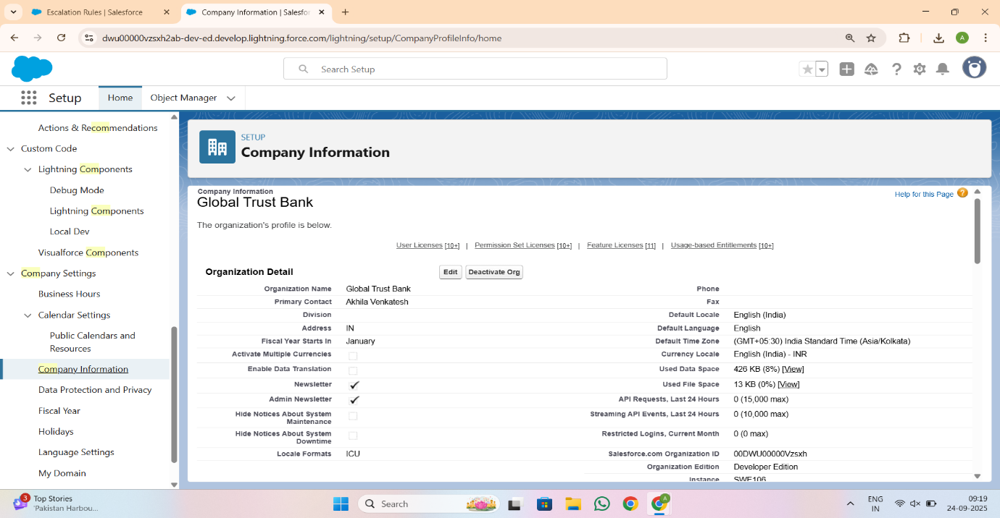 Escalation Rules | Salesforce
Company Information | Salesfor
dwu00000vzsxh2ab-dev-ed.develop.lightning.force.com/lightning/setup/CompanyProfileInfo/home
A
Search Setup
Setup
Home
Object Manager
Actions & Recommendations
Custom Code
Lightning Components
Debug Mode
Lightning Components
Local Dev
Visualforce Components
Company Settings
Business Hours
Calendar Settings
Public Calendars and
Resources
Company Information
Data Protection and Privacy
Fiscal Year
Holidays
Language Settings
My Domain
SETUP
Company Information
Company Information
Global Trust Bank
Help for this Page ?
The organization's profile is below.
User Licenses [10+] | Permission Set Licenses [10+] | Feature Licenses [11] | Usage-based Entitlements [10+]
Organization Detail
Edit
Deactivate Org
Organization Name Global Trust Bank
Phone
Primary Contact Akhila Venkatesh
Fax
Division
Default Locale English (India)
Address IN
Default Language English
Fiscal Year Starts In January
Default Time Zone (GMT+05:30) India Standard Time (Asia/Kolkata)
Activate Multiple Currencies
Currency Locale English (India) - INR
Enable Data Translation
Used Data Space 426 KB (8%) [View]
Newsletter
Used File Space 13 KB (0%) [View]
Admin Newsletter
API Requests, Last 24 Hours 0 (15,000 max)
Hide Notices About System
Maintenance
Streaming API Events, Last 24 Hours 0 (10,000 max)
Hide Notices About System
Downtime
Restricted Logins, Current Month 0 (0 max)
Locale Formats ICU
Salesforce.com Organization ID 00DWU00000Vzsxh
Organization Edition Developer Edition
Instance SWE106
3
Top Stories
'Pakistan Harbou...
Search
A
ENG
IN
09:19
24-09-2025